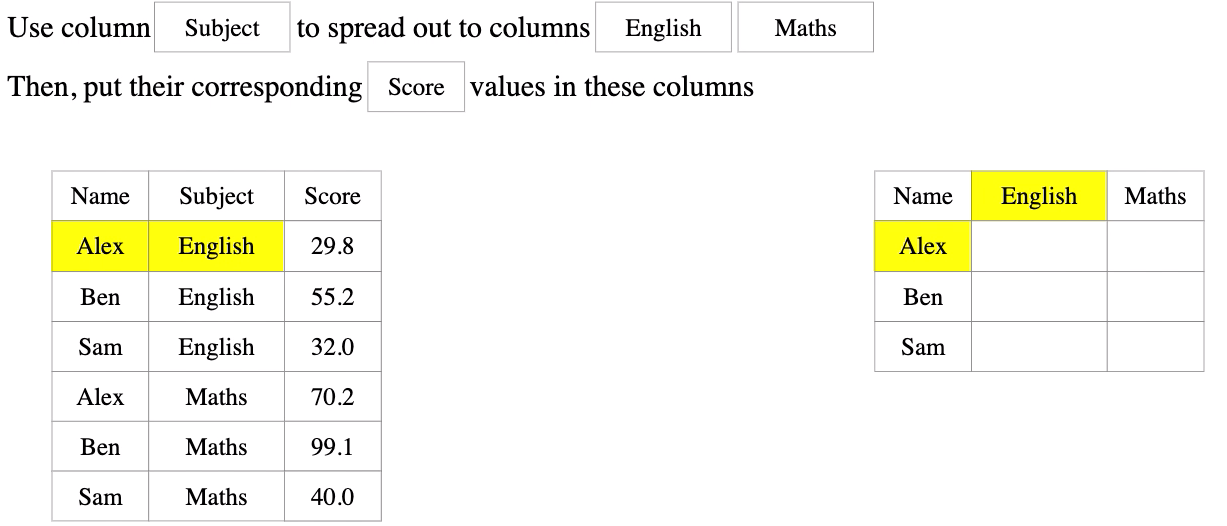 Use column Subject to spread out to columns English Maths
Then, put their corresponding Score values in these columns
Name Subject Score
Alex English 29.8
Ben English 55.2
Sam English 32.0
Alex Maths 70.2
Ben Maths 99.1
Sam Maths 40.0
Name English Maths
Alex
Ben
Sam